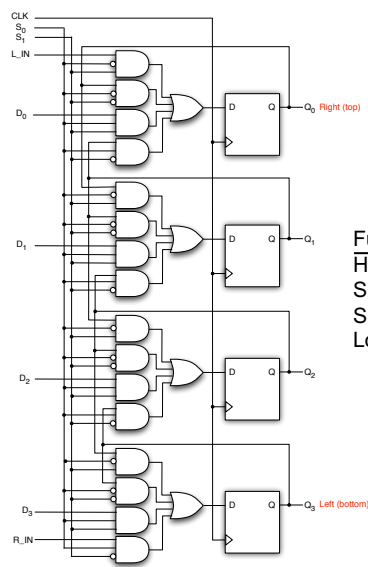 CLK
S0
S1
L_IN
D0
D Q
Q0 Right (top)
D1
D Q
Q1
D2
D Q
Q2
D3
R_IN
D Q
Q3 Left (bottom)